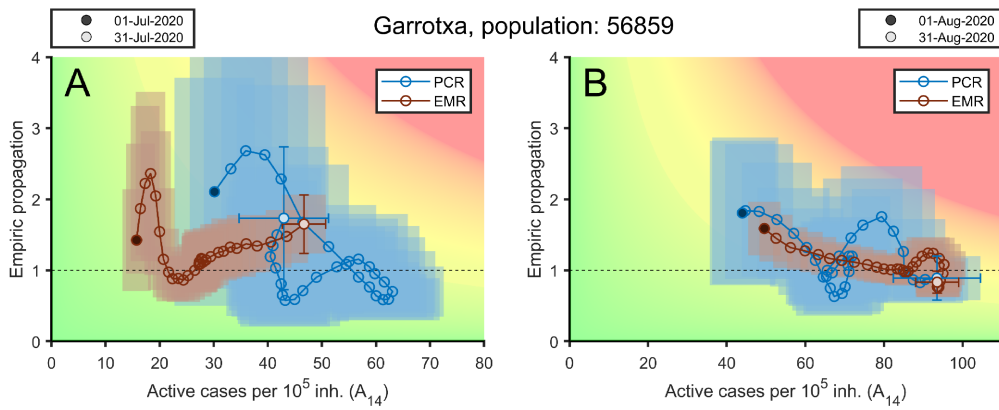 Garrotxa, population: 56859
01-Jul-2020
31-Jul-2020
01-Aug-2020
31-Aug-2020
A
PCR
EMR
Empiric propagation
4
3
2
1
0
0 10 20 30 40 50 60 70 80
Active cases per 10⁵ inh. (A₁₄)
B
PCR
EMR
Empiric propagation
4
3
2
1
0
0 20 40 60 80 100
Active cases per 10⁵ inh. (A₁₄)